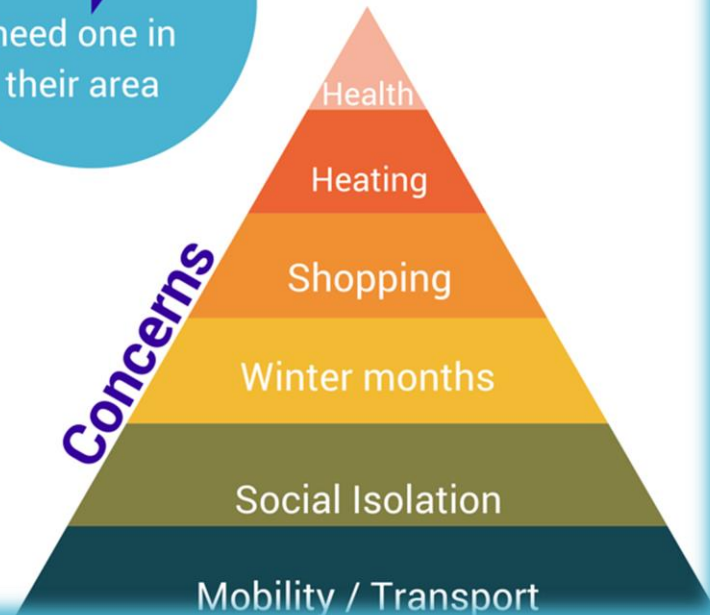 need one in
their area
Health
Heating
Shopping
Concerns
Winter months
Social Isolation
Mobility / Transport